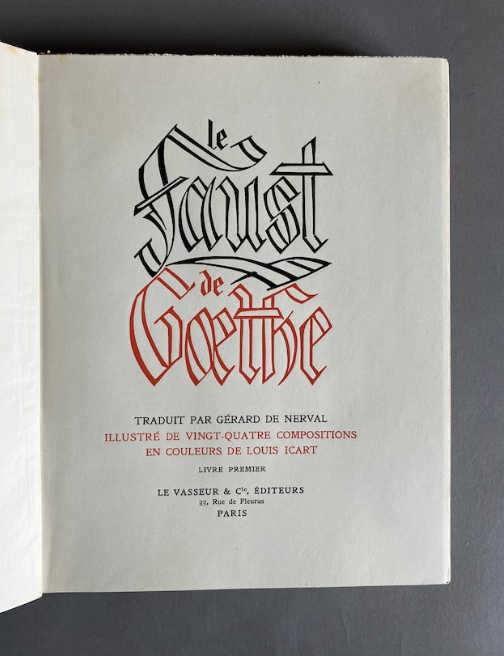 le
Faust
de
Gœthe
TRADUIT PAR GÉRARD DE NERVAL
ILLUSTRÉ DE VINGT-QUATRE COMPOSITIONS
EN COULEURS DE LOUIS ICART
LIVRE PREMIER
LE VASSEUR & Cie, ÉDITEURS
33, Rue de Fleurus
PARIS